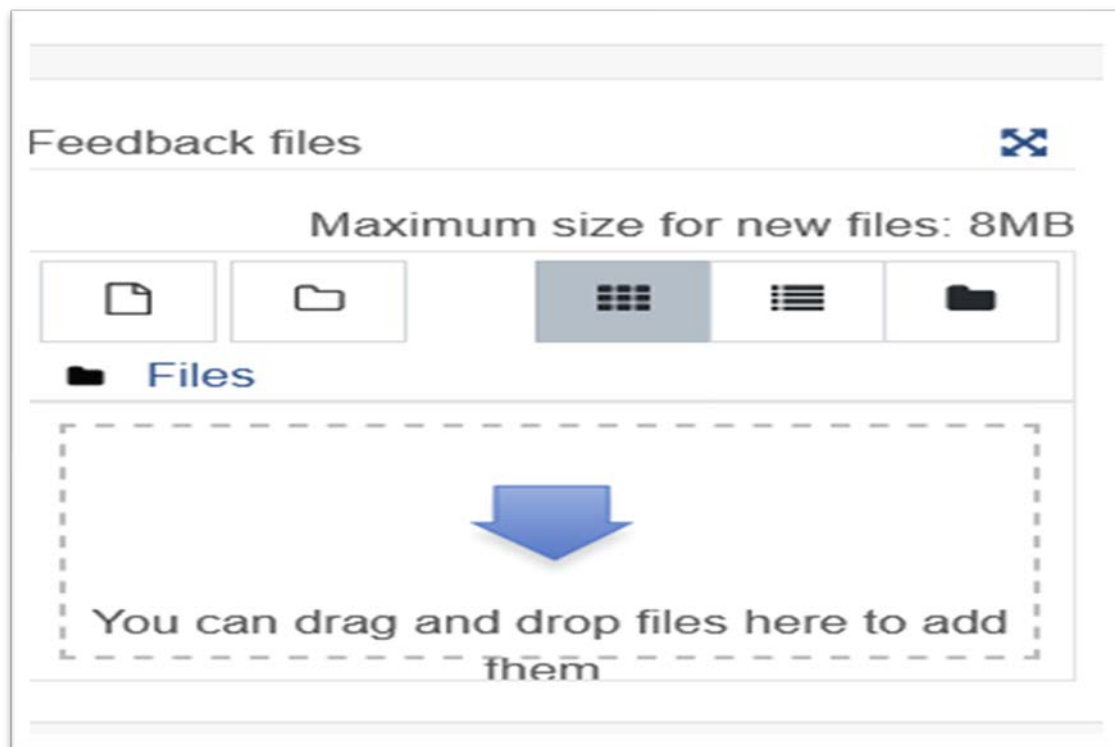 Feedback files
Maximum size for new files: 8MB
Files
You can drag and drop files here to add
them